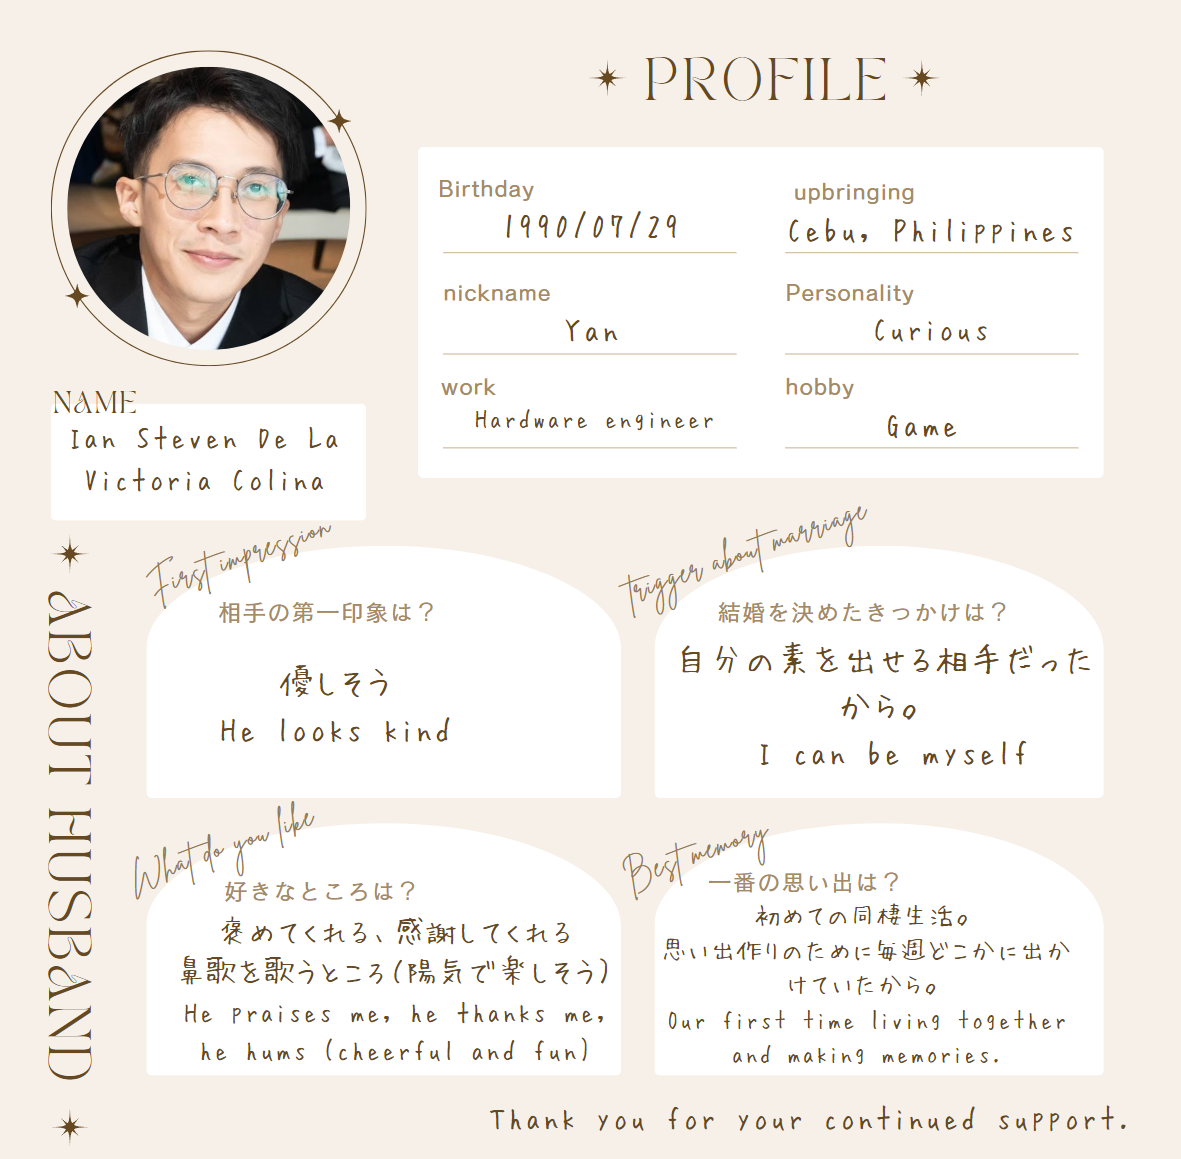 PROFILE
Birthday
1990/07/29
upbringing
Cebu, Philippines
nickname
Yan
Personality
Curious
work
Hardware engineer
hobby
Game
NAME
Ian Steven De La
Victoria Colina
ABOUT HUSBAND
First impression
相手の第一印象は？
優しそう
He looks kind
trigger about marriage
結婚を決めたきっかけは？
自分の素を出せる相手だった
から。
I can be myself
What do you like
好きなところは？
褒めてくれる、感謝してくれる
鼻歌を歌うところ(陽気で楽しそう)
He praises me, he thanks me,
he hums (cheerful and fun)
Best memory
一番の思い出は？
初めての同棲生活。
思い出作りのために毎週どこかに出か
けていたから。
Our first time living together
and making memories.
Thank you for your continued support.